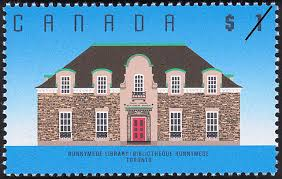 CANADA $1
RUNNYMEDE LIBRARY / BIBLIOTHÈQUE RUNNYMEDE
TORONTO